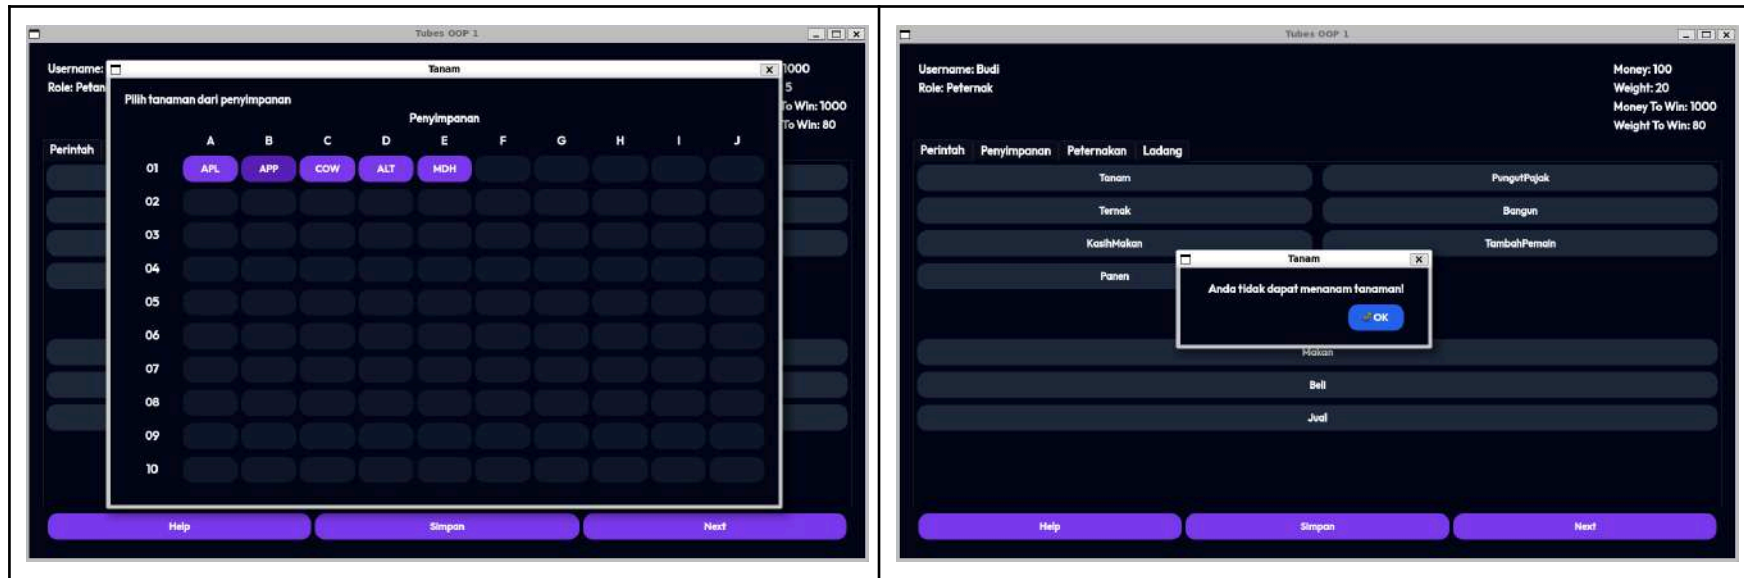 Tubes OOP 1
Username:
Role: Petan
1000
5
To Win: 1000
To Win: 80
Perintah
Tanam
Pilih tanaman dari penyimpanan
Penyimpanan
A B C D E F G H I J
01 APL APP COW ALT MDH
02
03
04
05
06
07
08
09
10
Help Simpan Next
Tubes OOP 1
Username: Budi
Role: Peternak
Money: 100
Weight: 20
Money To Win: 1000
Weight To Win: 80
Perintah Penyimpanan Peternakan Ladang
Tanam PungutPajak
Ternak Bangun
KasihMakan TambahPemain
Panen
Tanam
Anda tidak dapat menanam tanaman!
OK
Makan
Beli
Jual
Help Simpan Next